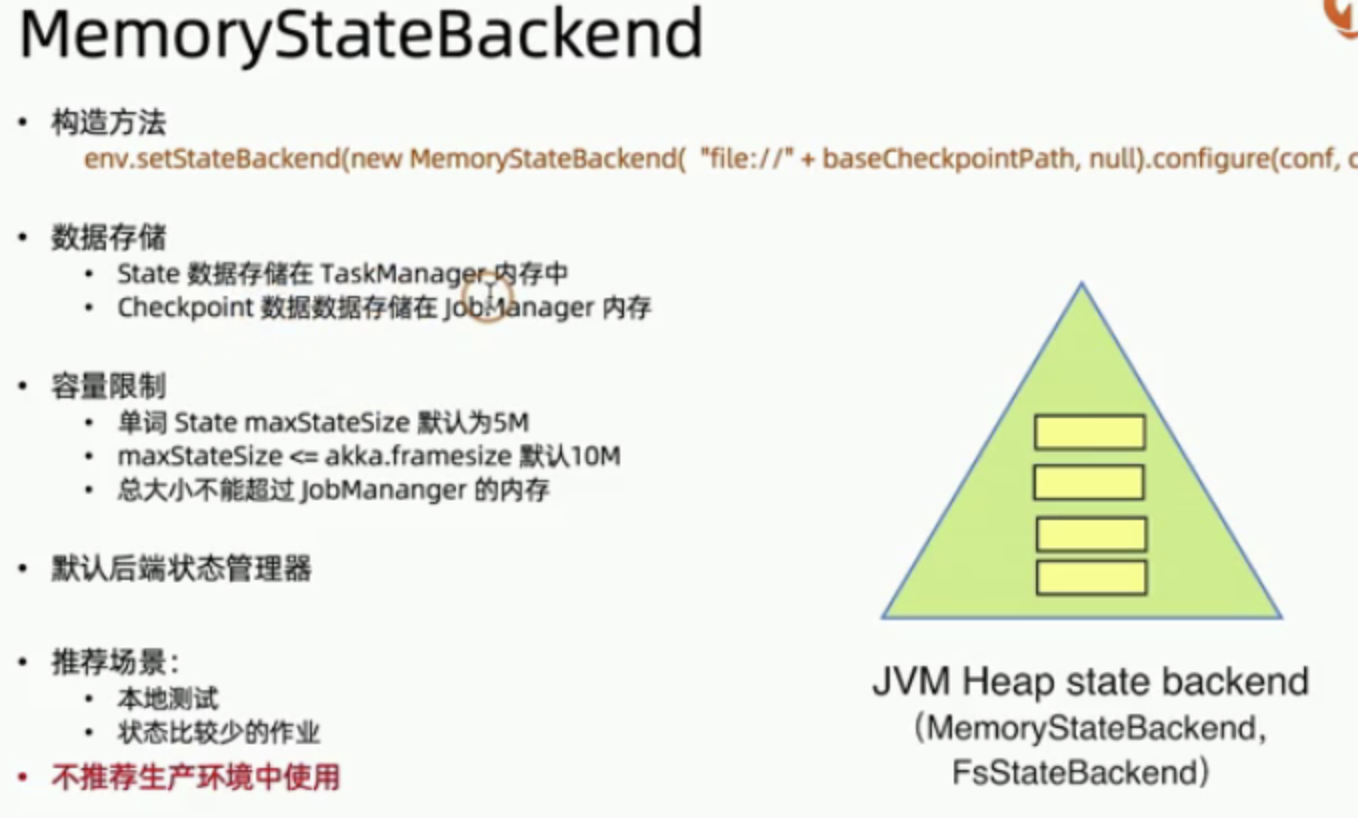 MemoryStateBackend
• 构造方法
env.setStateBackend(new MemoryStateBackend( "file://" + baseCheckpointPath, null).configure(conf,
• 数据存储
• State 数据存储在 TaskManager 内存中
• Checkpoint 数据数据存储在 JobManager 内存
• 容量限制
• 单词 State maxStateSize 默认为5M
• maxStateSize <= akka.framesize 默认10M
• 总大小不能超过 JobMananger 的内存
• 默认后端状态管理器
• 推荐场景：
• 本地测试
• 状态比较少的作业
• 不推荐生产环境中使用
JVM Heap state backend
(MemoryStateBackend,
FsStateBackend)